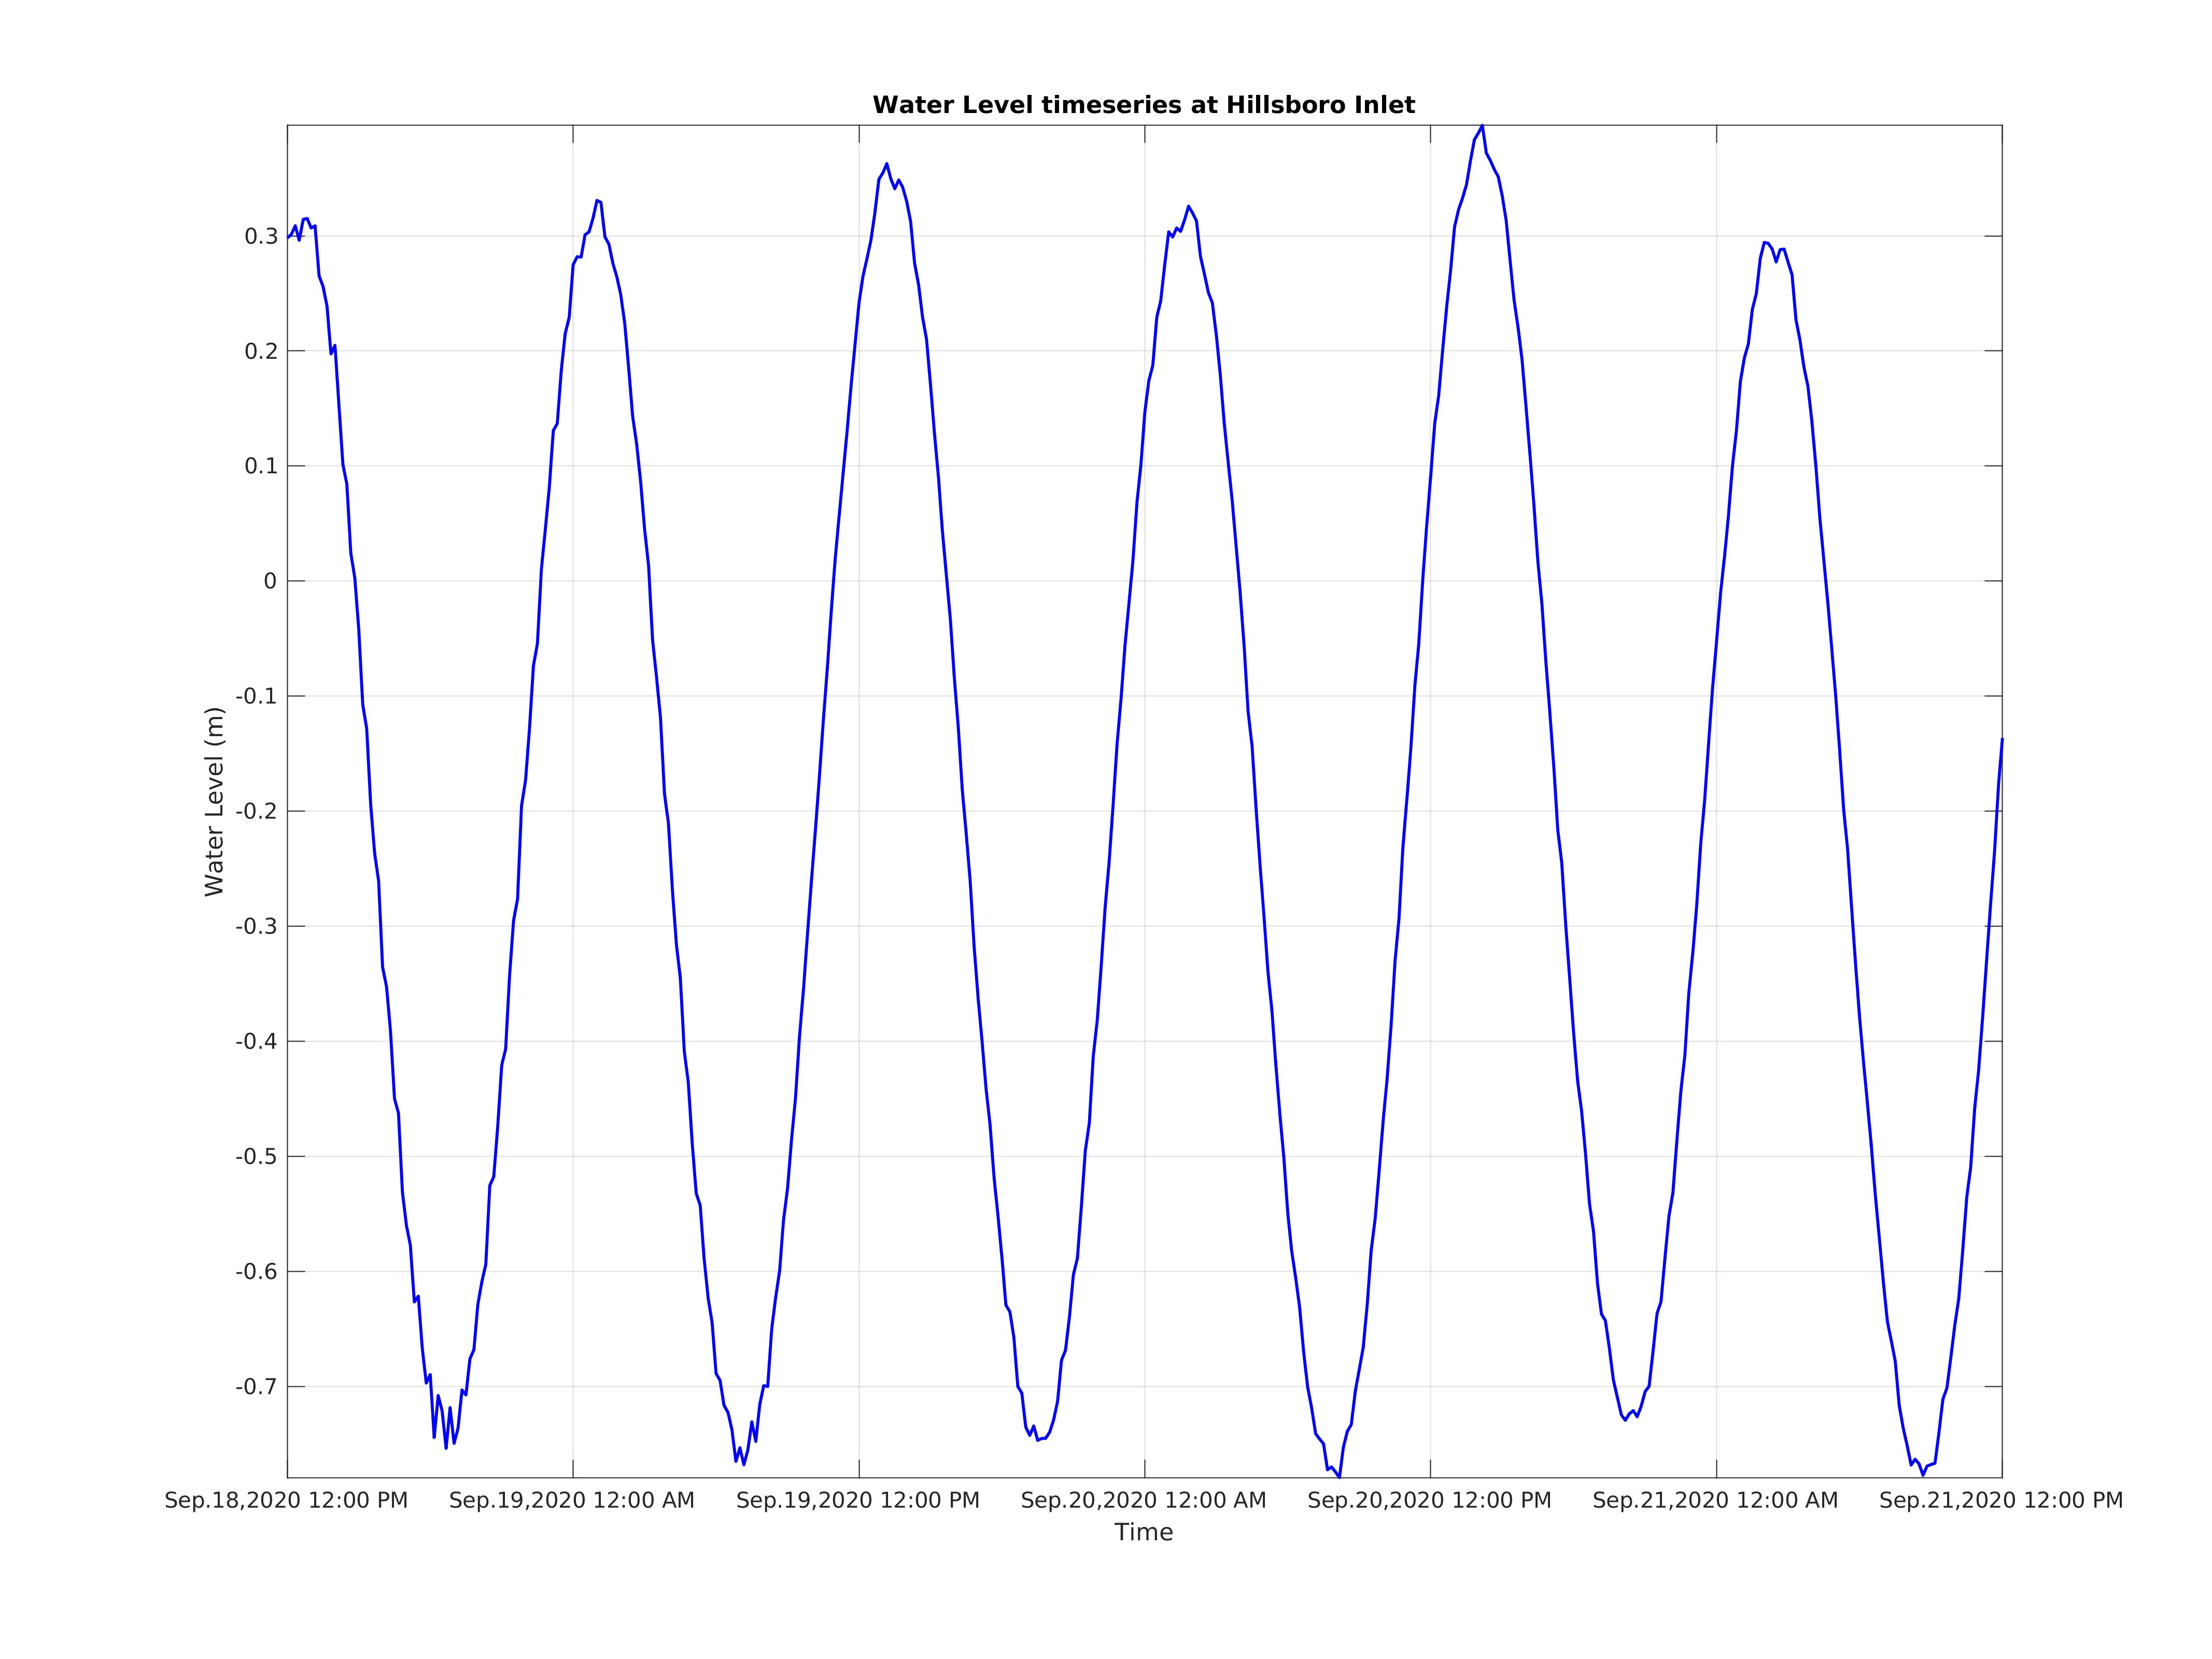 Water Level timeseries at Hillsboro Inlet
0.3
0.2
0.1
0
-0.1
-0.2
-0.3
-0.4
-0.5
-0.6
-0.7
Water Level (m)
Sep.18,2020 12:00 PM Sep.19,2020 12:00 AM Sep.19,2020 12:00 PM Sep.20,2020 12:00 AM Sep.20,2020 12:00 PM Sep.21,2020 12:00 AM Sep.21,2020 12:00 PM
Time